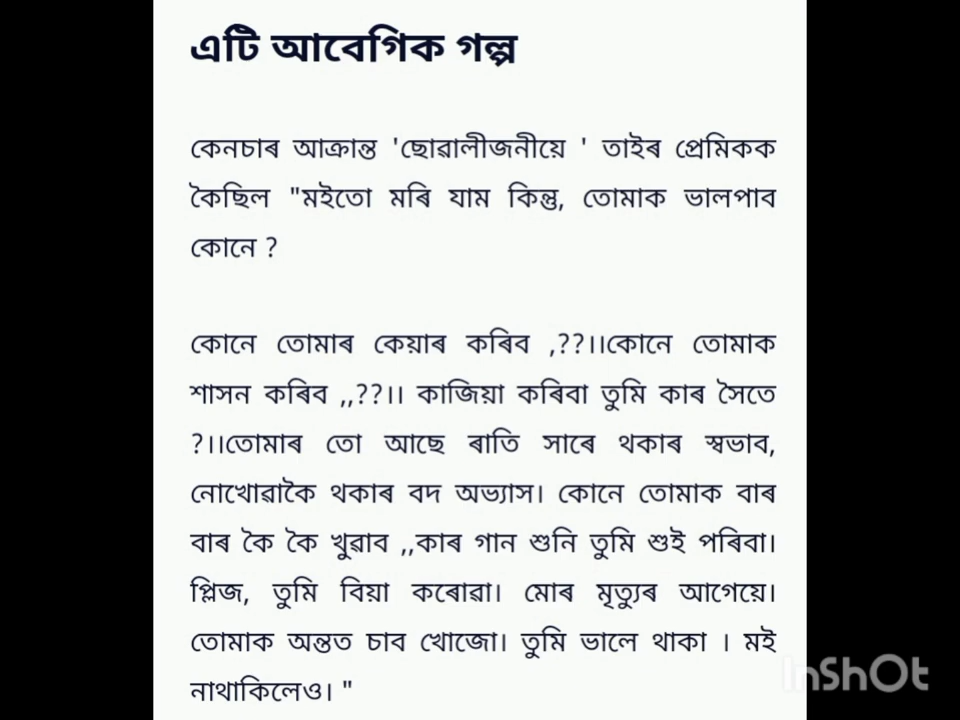 এটি আবেগিক গল্প
কেনচাৰ আক্ৰান্ত 'ছোৱালীজনীয়ে ' তাইৰ প্ৰেমিকক
কৈছিল "মইতো মৰি যাম কিন্তু, তোমাক ভালপাব
কোনে ?
কোনে তোমাৰ কেয়াৰ কৰিব ,??।।কোনে তোমাক
শাসন কৰিব ,,??।। কাজিয়া কৰিবা তুমি কাৰ সৈতে
?।।তোমাৰ তো আছে ৰাতি সাৰে থকাৰ স্বভাব,
নোখোৱাকৈ থকাৰ বদ অভ্যাস। কোনে তোমাক বাৰ
বাৰ কৈ কৈ খুৱাব ,,কাৰ গান শুনি তুমি শুই পৰিবা।
প্লিজ, তুমি বিয়া কৰোৱা। মোৰ মৃত্যুৰ আগেয়ে।
তোমাক অন্তত চাব খোজো। তুমি ভালে থাকা । মই
নাথাকিলেও। "
InShOt